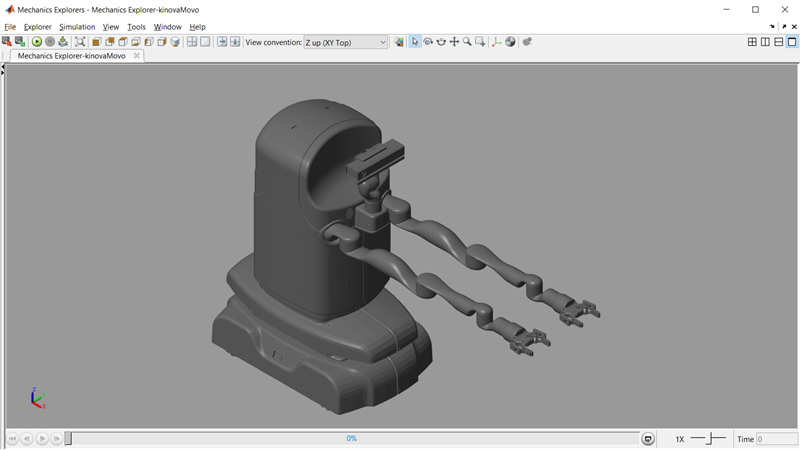 Mechanics Explorers - Mechanics Explorer-kinovaMovo
File Explorer Simulation View Tools Window Help
View convention: Z up (XY Top)
Mechanics Explorer-kinovaMovo
z
y
x
0%
1X
Time 0